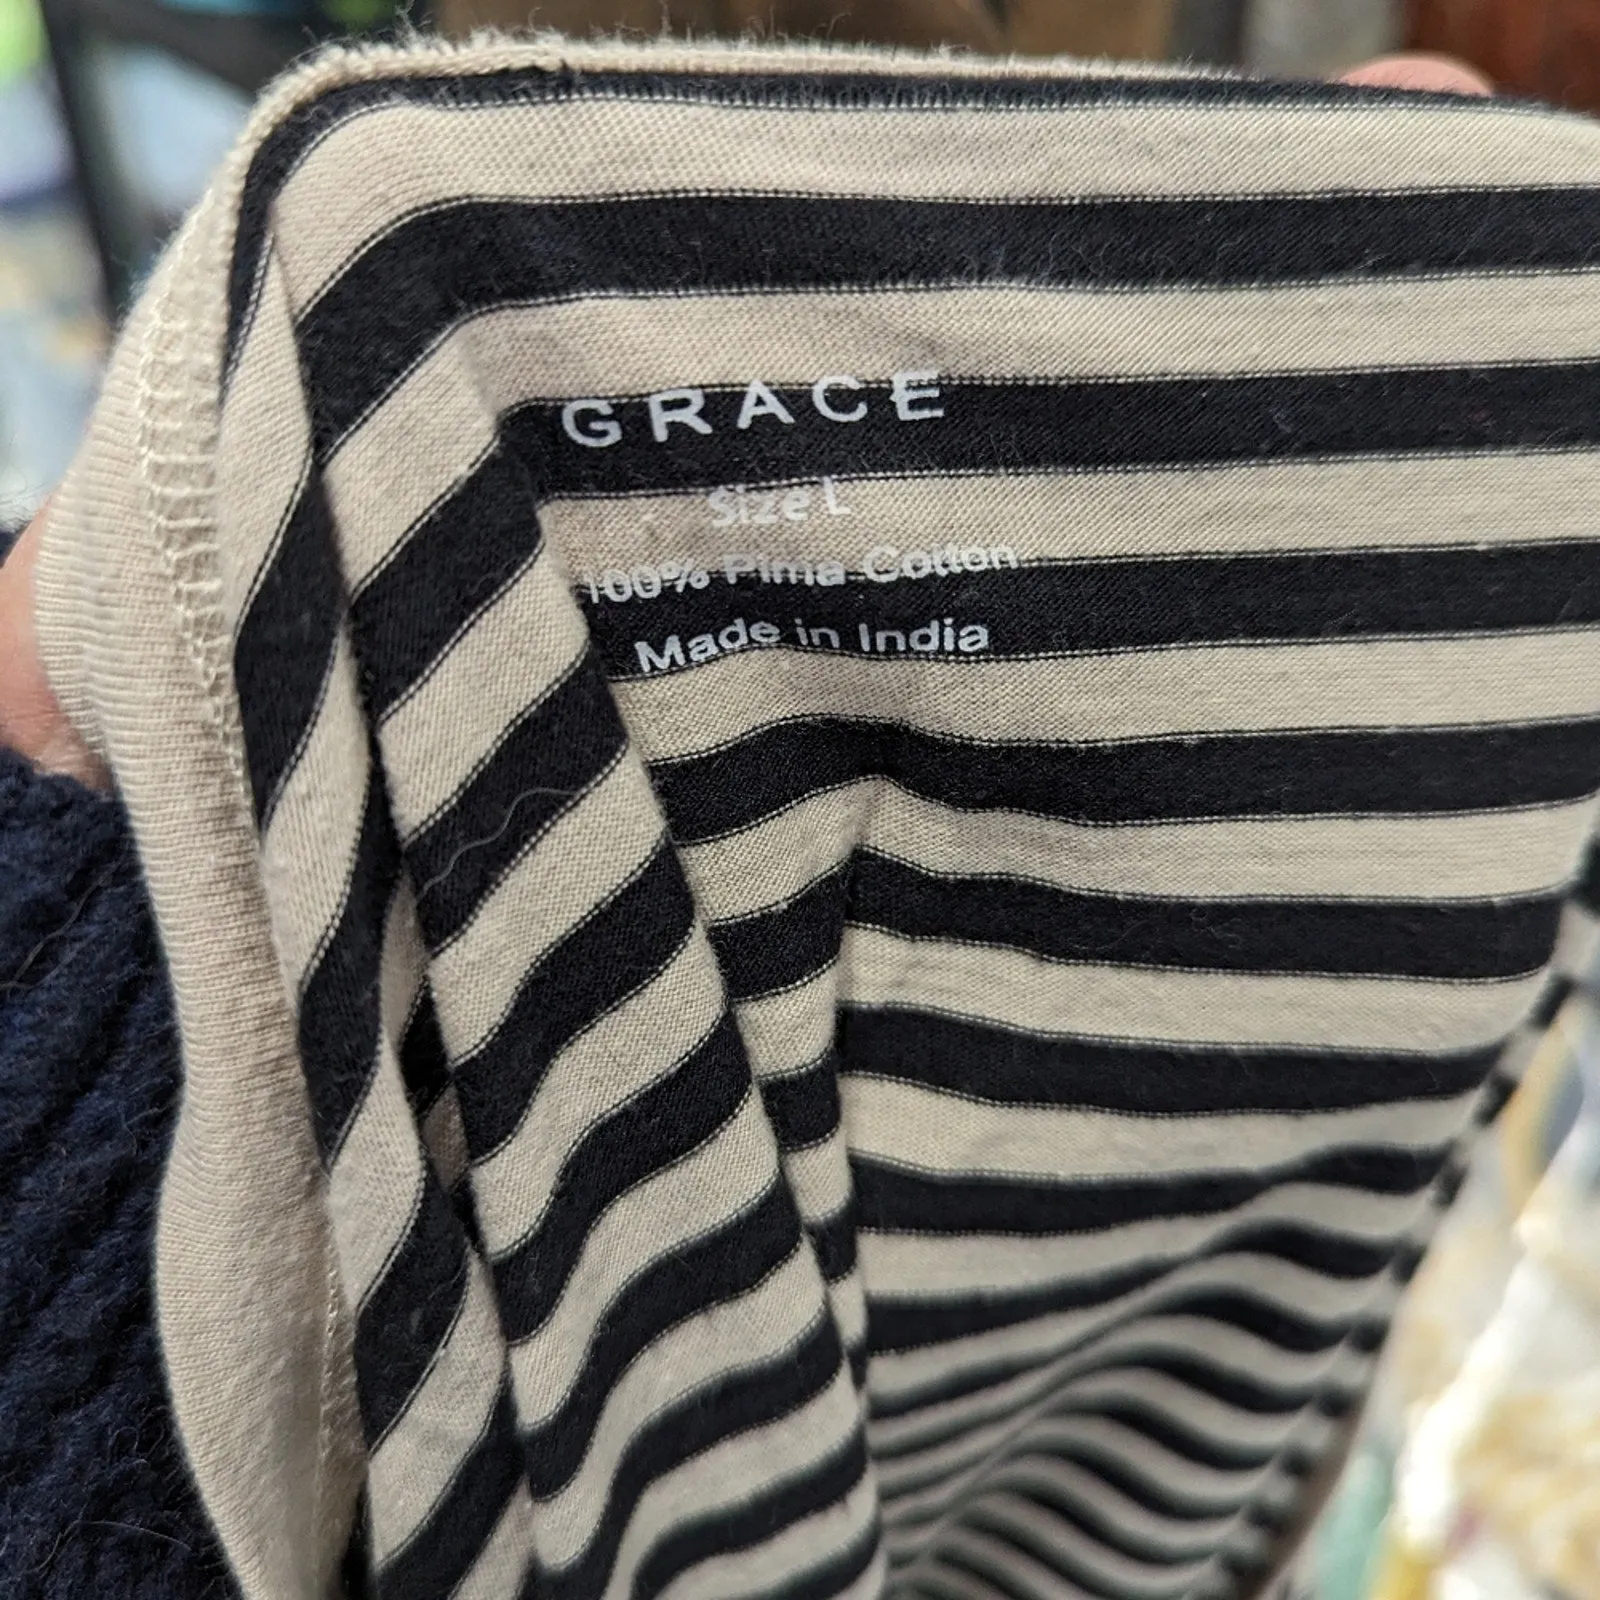 GRACE
Size L
100% Pima Cotton
Made in India